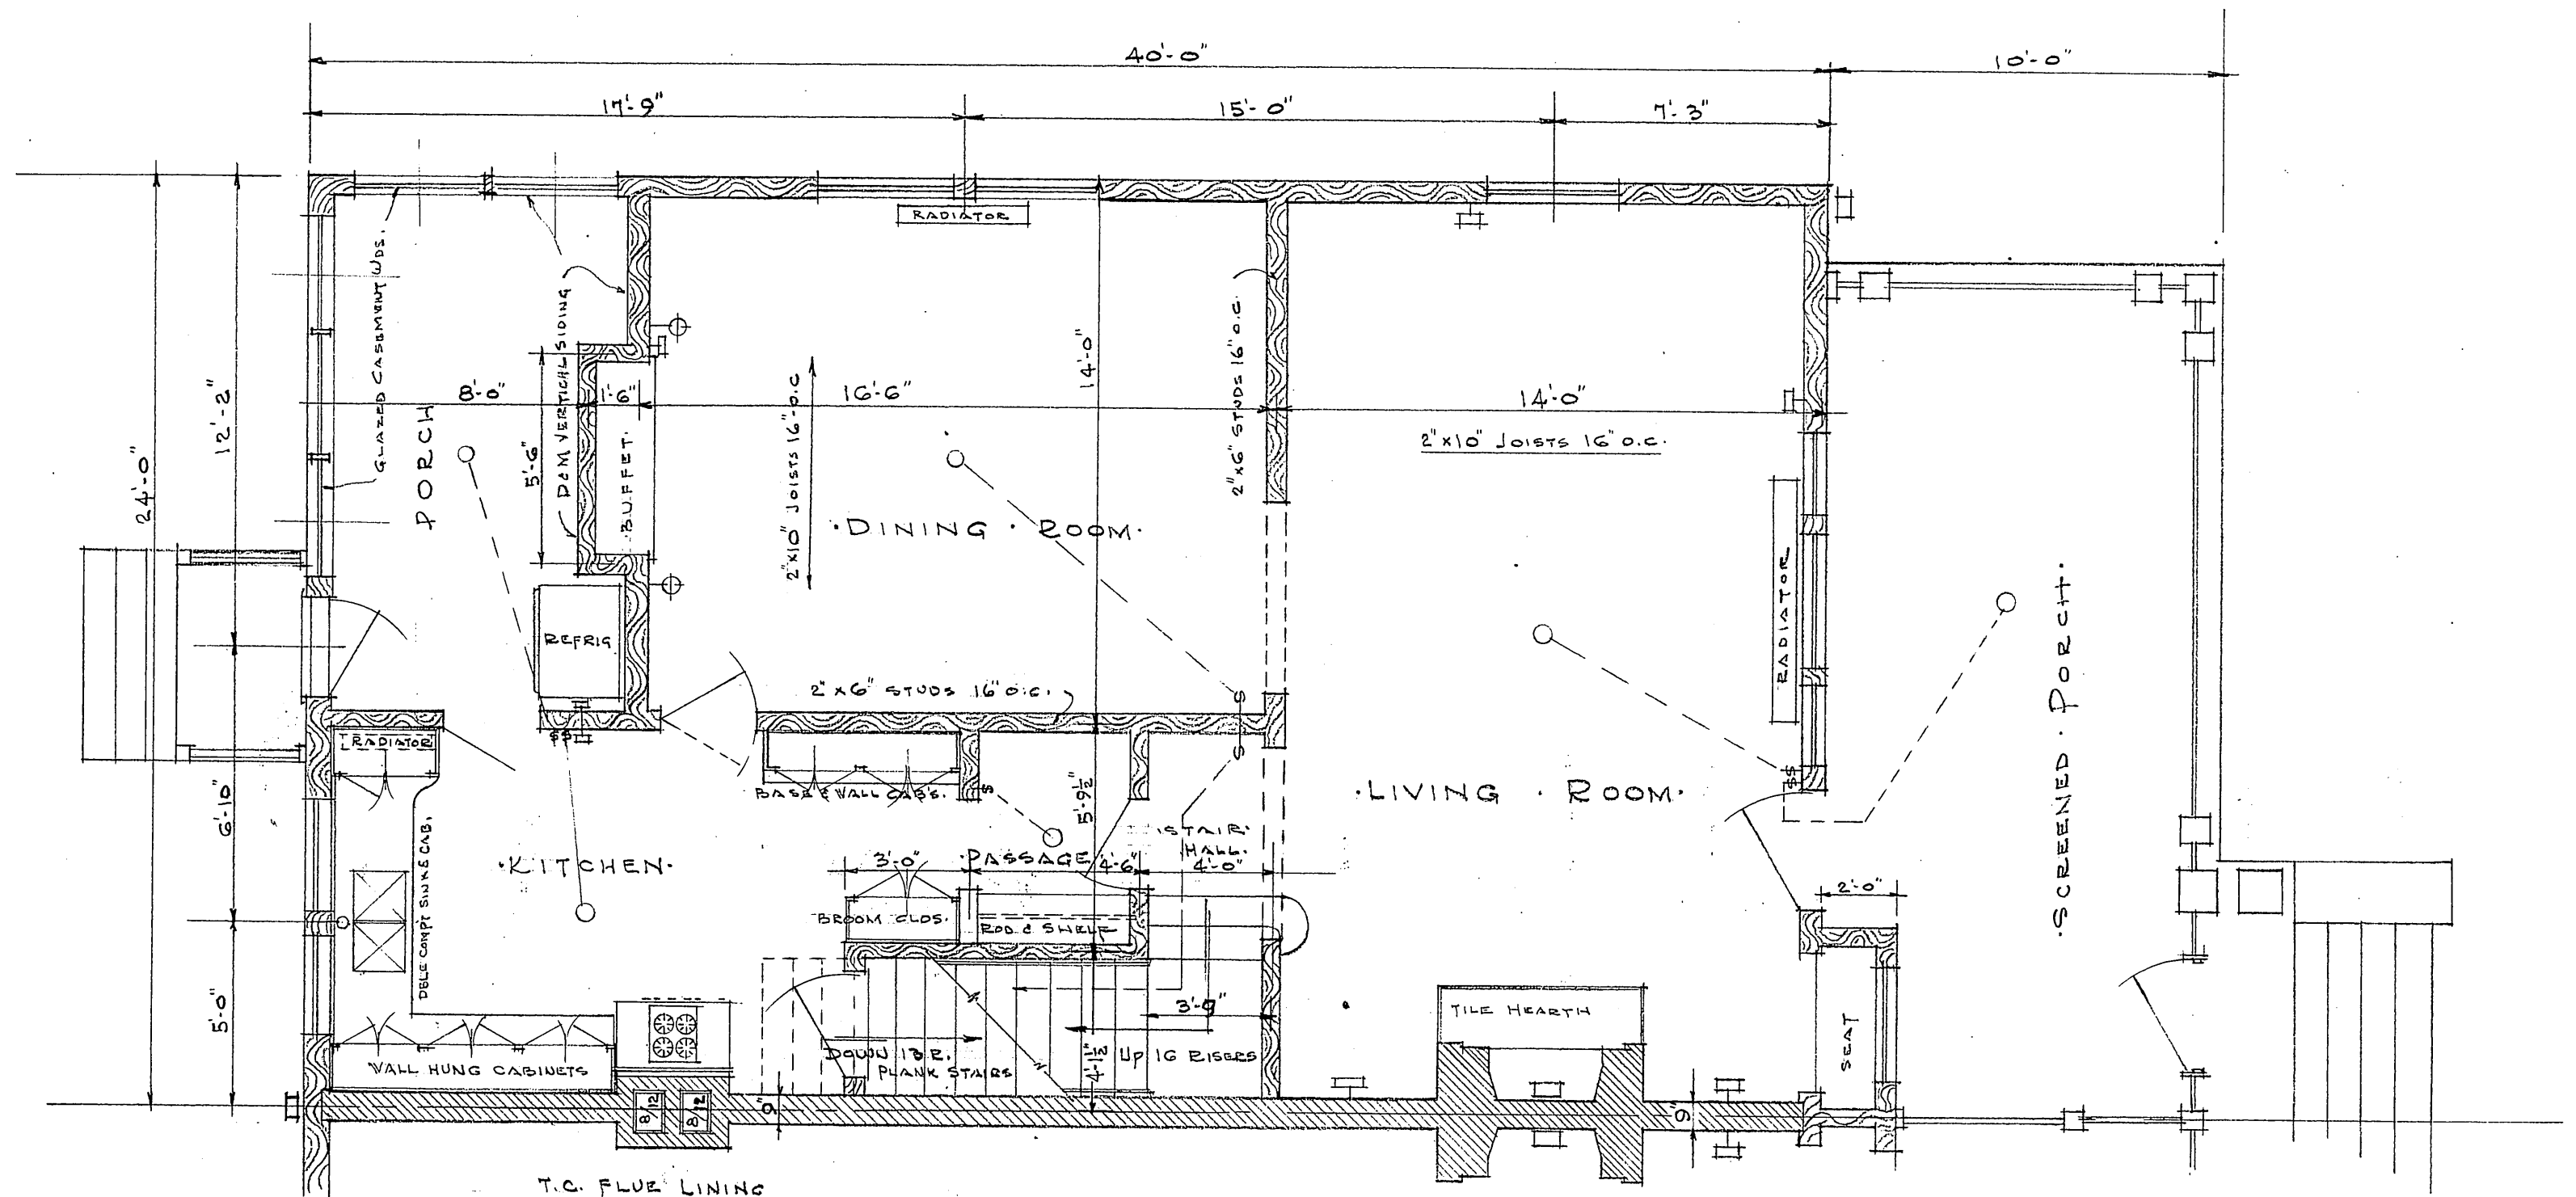 40'-0"
10'-0"
17'-9"
15'-0"
7'-3"
RADIATOR
24'-0"
12'-2"
6'-10"
5'-0"
GLAZED CASEMENT WDS.
PORCH
8'-0"
1'-6"
5'-6"
D&M VERTICAL SIDING
BUFFET.
REFRIG
2"x10" JOISTS 16" O.C
16'-6"
14'-0"
·DINING · ROOM·
2"x6" STUDS 16" O.C.
2"x6" STUDS 16" O.C.
14'-0"
2"x10" JOISTS 16" O.C.
RADIATOR
·SCREENED · PORCH·
·LIVING · ROOM·
S
S
$$
$$
S
RADIATOR
BASE & WALL CAB'S.
5'-9½"
STAIR
HALL.
·KITCHEN·
DBLE COMP'T SINK & CAB.
3'-0"
·PASSAGE
4'-6"
4'-0"
BROOM CLOS.
ROD & SHELF
2'-0"
SEAT
TILE HEARTH
3'-9"
DOWN 13 R.
PLANK STAIRS
4'-1½"
UP 16 RISERS
WALL HUNG CABINETS
8/12
8/12
9"
9"
T.C. FLUE LINING